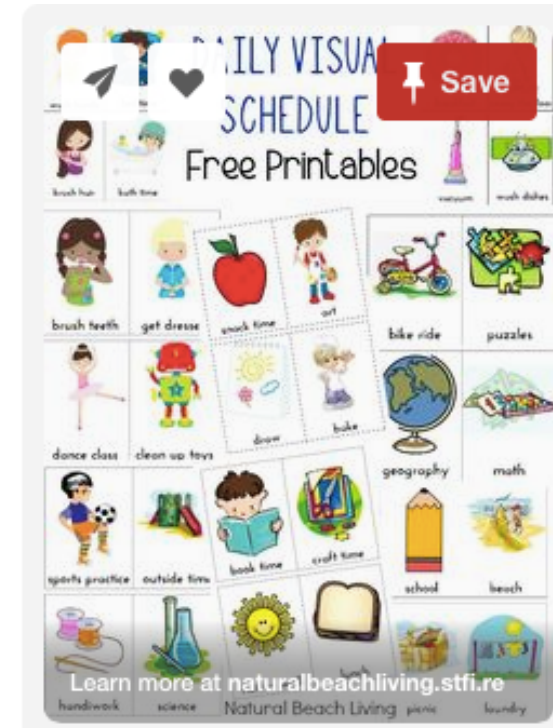 DAILY VISUAL
Save
SCHEDULE
Free Printables
brush hair
bath time
vacuum
wash dishes
brush teeth
get dresse
snack time
art
bike ride
puzzles
dance class
clean up toys
draw
bake
geography
math
sports practice
outside time
book time
craft time
school
beach
Learn more at naturalbeachliving.stfi.re
handiwork
science
Natural Beach Living
picnic
laundry